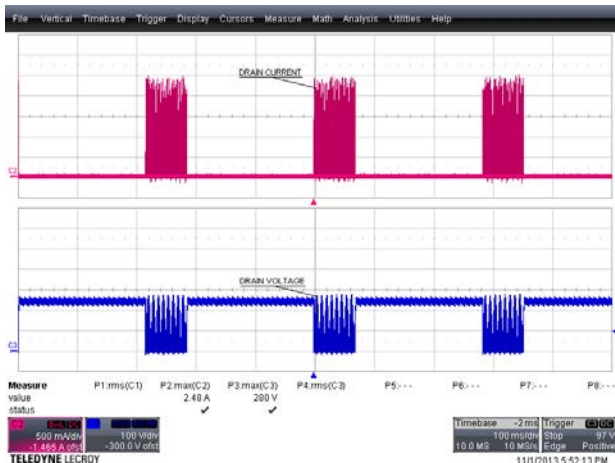 File Vertical Timebase Trigger Display Cursors Measure Math Analysis Utilities Help
DRAIN CURRENT
DRAIN VOLTAGE
Measure P1:rms(C1) P2:max(C2) P3:max(C3) P4:rms(C3) P5:--- P6:--- P7:--- P8:---
value 2.48 A 280 V
status
Timebase -2 ms Trigger C3 DC
500 mA/div 100 V/div 100 ms/div Stop 97 V
-1.465 A ofst -300.0 V ofst 10.0 MS 10 MS/s Edge Positive
TELEDYNE LECROY 11/1/2013 5:52:13 PM